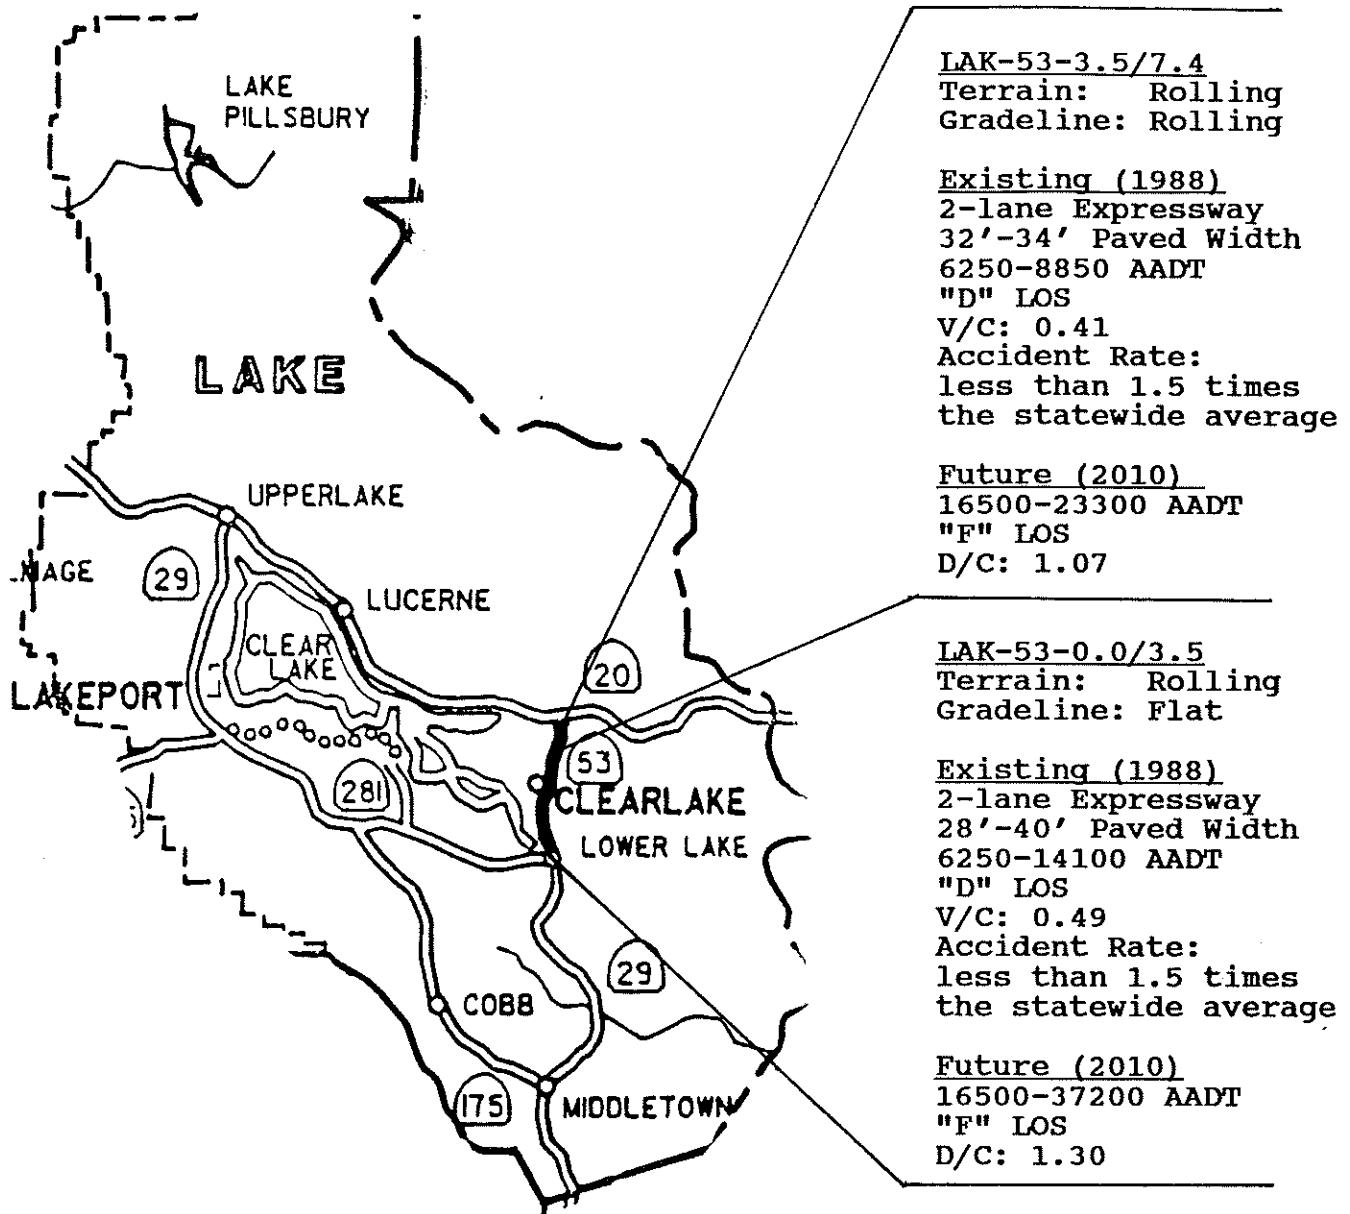 LAKE
PILLSBURY
LAKE
UPPERLAKE
29
LUCERNE
CLEAR
LAKE
LAKEPORT
20
53
281
CLEARLAKE
LOWER LAKE
29
COBB
175
MIDDLETOWN
LAK-53-3.5/7.4
Terrain: Rolling
Gradeline: Rolling
Existing (1988)
2-lane Expressway
32'-34' Paved Width
6250-8850 AADT
"D" LOS
V/C: 0.41
Accident Rate:
less than 1.5 times
the statewide average
Future (2010)
16500-23300 AADT
"F" LOS
D/C: 1.07
LAK-53-0.0/3.5
Terrain: Rolling
Gradeline: Flat
Existing (1988)
2-lane Expressway
28'-40' Paved Width
6250-14100 AADT
"D" LOS
V/C: 0.49
Accident Rate:
less than 1.5 times
the statewide average
Future (2010)
16500-37200 AADT
"F" LOS
D/C: 1.30